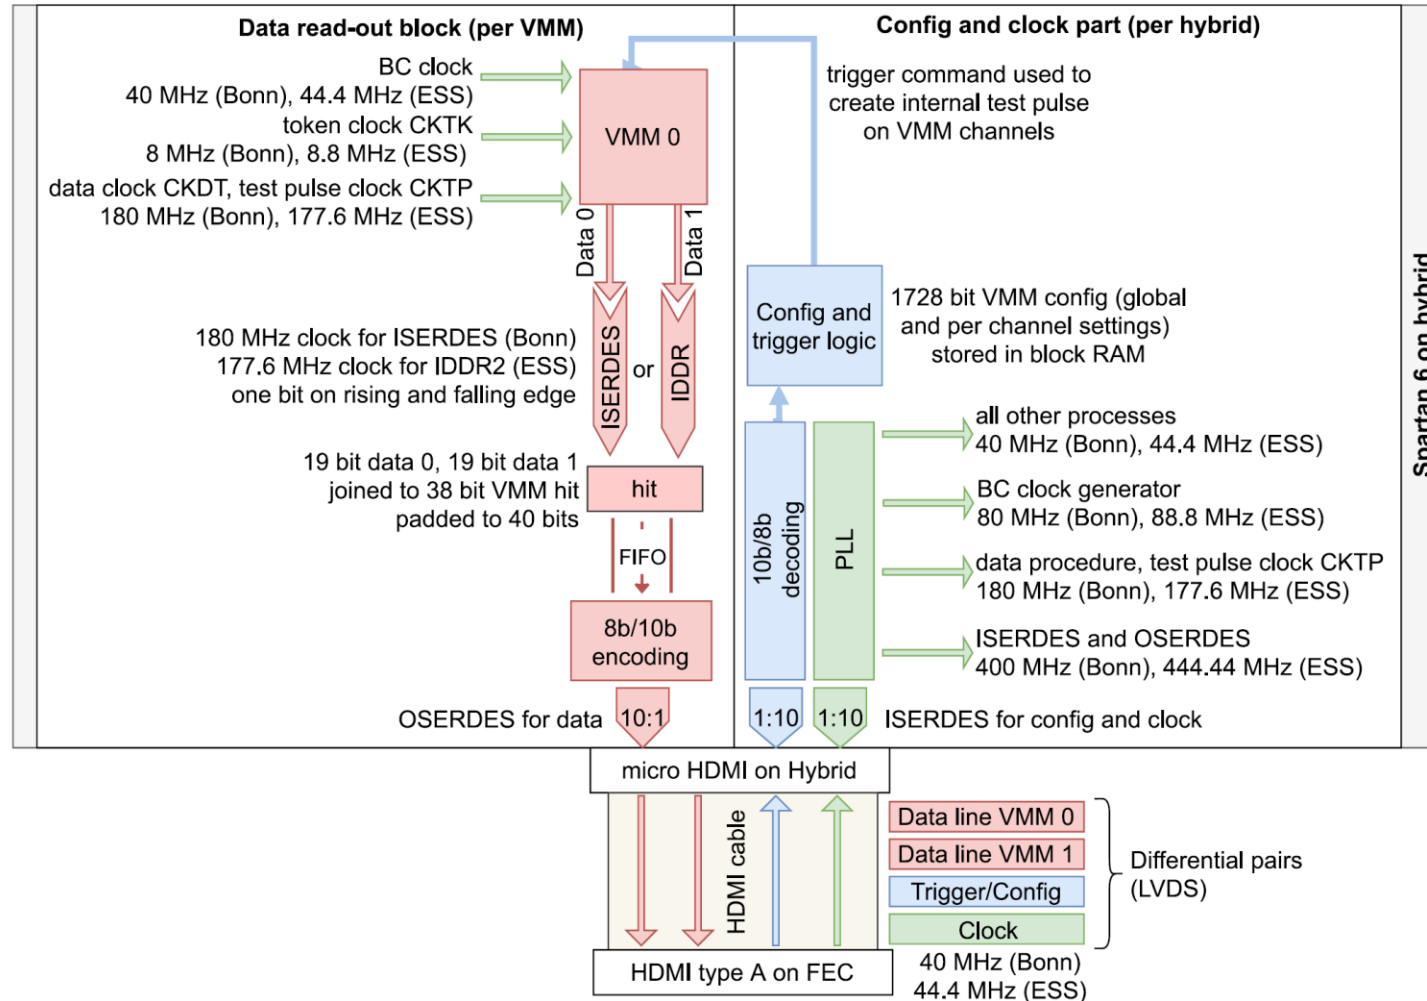 Data read-out block (per VMM)
BC clock
40 MHz (Bonn), 44.4 MHz (ESS)
token clock CKTK
8 MHz (Bonn), 8.8 MHz (ESS)
data clock CKDT, test pulse clock CKTP
180 MHz (Bonn), 177.6 MHz (ESS)
VMM 0
Data 0
Data 1
180 MHz clock for ISERDES (Bonn)
177.6 MHz clock for IDDR2 (ESS)
one bit on rising and falling edge
ISERDES
or
IDDR
19 bit data 0, 19 bit data 1
joined to 38 bit VMM hit
padded to 40 bits
hit
FIFO
8b/10b
encoding
OSERDES for data
10:1
Config and clock part (per hybrid)
trigger command used to
create internal test pulse
on VMM channels
Config and
trigger logic
1728 bit VMM config (global
and per channel settings)
stored in block RAM
10b/8b
decoding
PLL
all other processes
40 MHz (Bonn), 44.4 MHz (ESS)
BC clock generator
80 MHz (Bonn), 88.8 MHz (ESS)
data procedure, test pulse clock CKTP
180 MHz (Bonn), 177.6 MHz (ESS)
ISERDES and OSERDES
400 MHz (Bonn), 444.44 MHz (ESS)
1:10
1:10
ISERDES for config and clock
Spartan 6 on hybrid
micro HDMI on Hybrid
HDMI cable
HDMI type A on FEC
Data line VMM 0
Data line VMM 1
Trigger/Config
Clock
40 MHz (Bonn)
44.4 MHz (ESS)
Differential pairs
(LVDS)